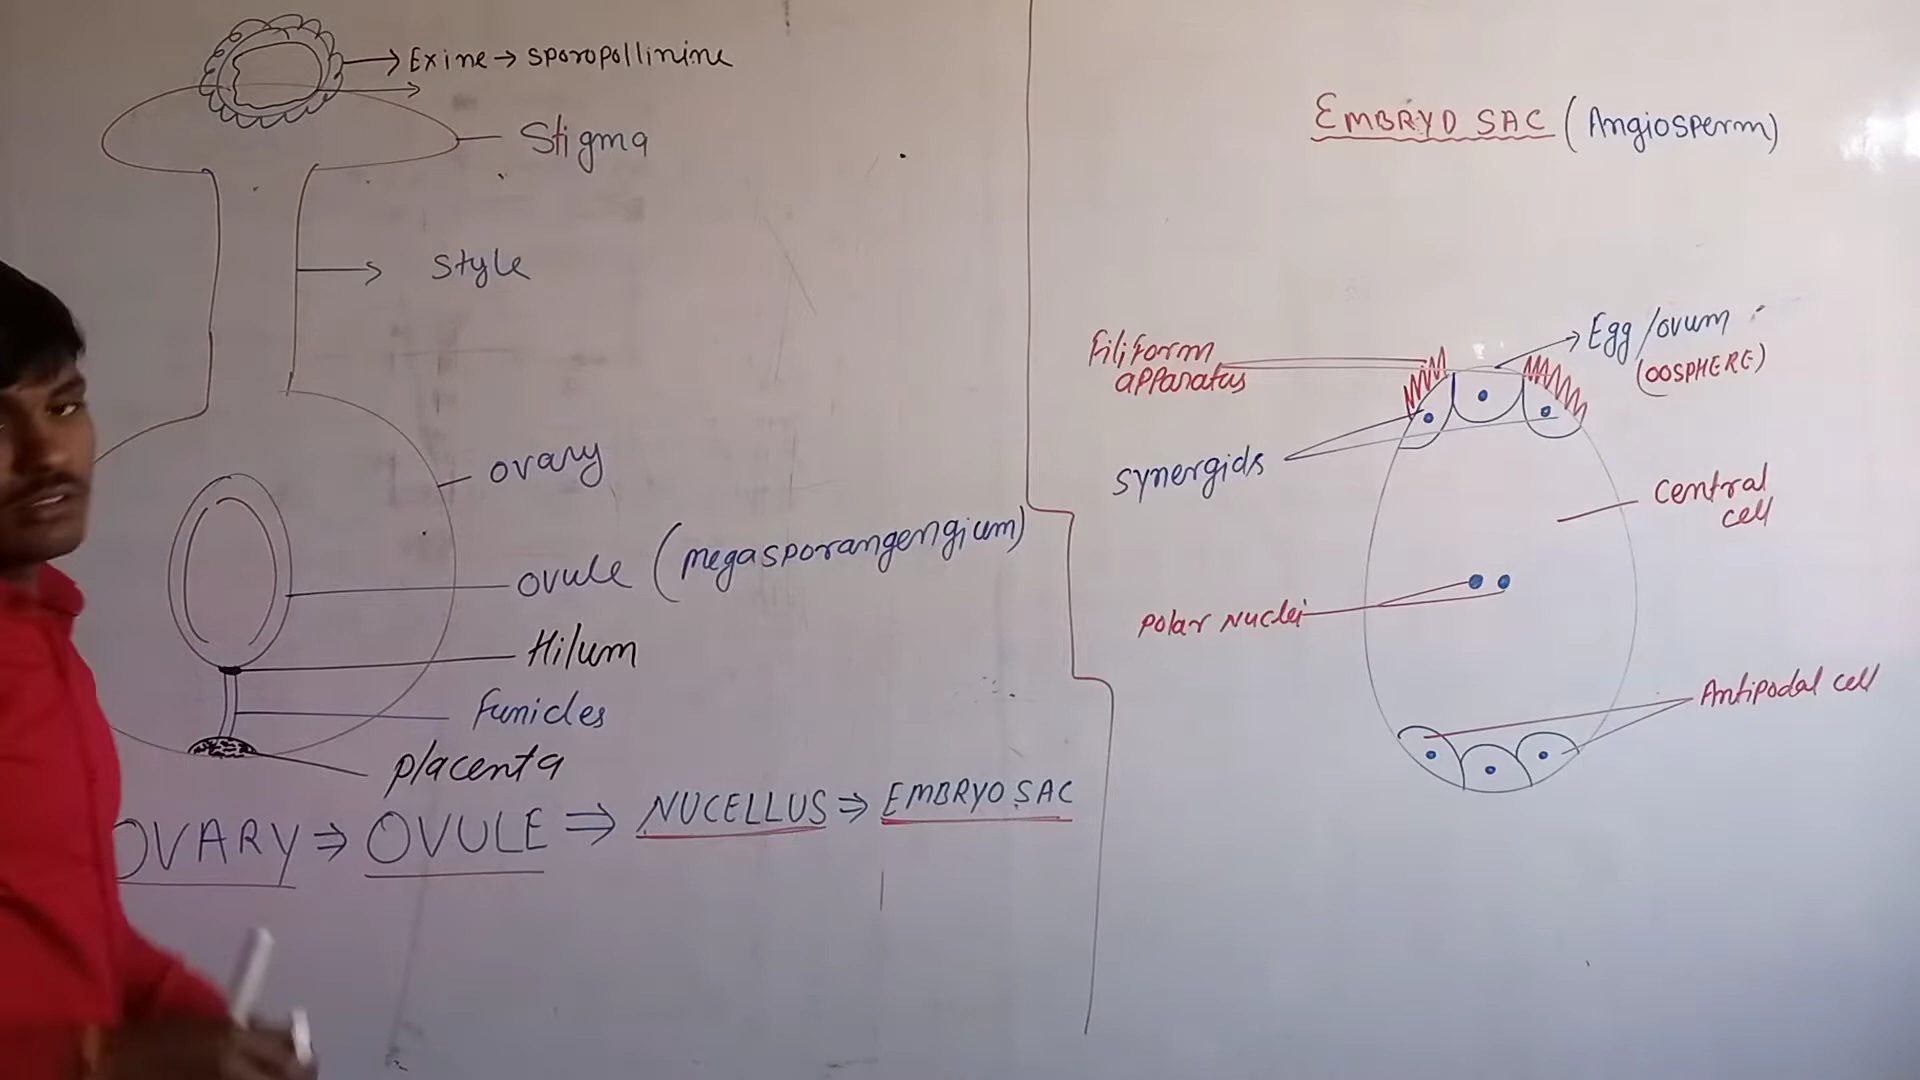 Exine → sporopollinine
Stigma
Style
ovary
ovule (megasporangengium)
Hilum
Funicles
placenta
OVARY ⇒ OVULE ⇒ NUCELLUS ⇒ EMBRYO SAC
EMBRYO SAC (Angiosperm)
Egg/ovum
(OOSPHERE)
Filiform
apparatus
synergids
central
cell
polar nuclei
Antipodal cell